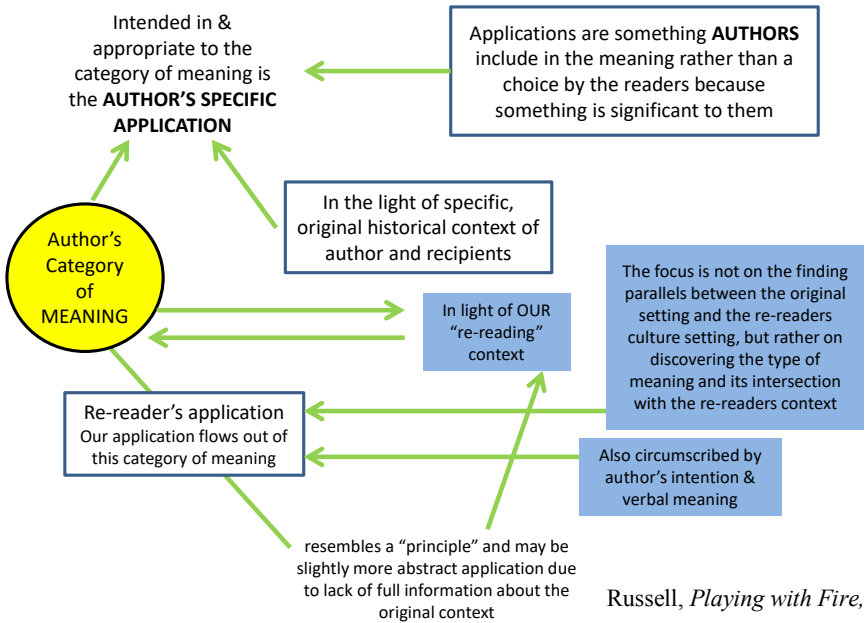 Intended in &
appropriate to the
category of meaning is
the AUTHOR'S SPECIFIC
APPLICATION
Applications are something AUTHORS
include in the meaning rather than a
choice by the readers because
something is significant to them
In the light of specific,
original historical context of
author and recipients
Author's
Category
of
MEANING
In light of OUR
"re-reading"
context
The focus is not on the finding
parallels between the original
setting and the re-readers
culture setting, but rather on
discovering the type of
meaning and its intersection
with the re-readers context
Re-reader's application
Our application flows out of
this category of meaning
Also circumscribed by
author's intention &
verbal meaning
resembles a "principle" and may be
slightly more abstract application due
to lack of full information about the
original context
Russell, Playing with Fire,